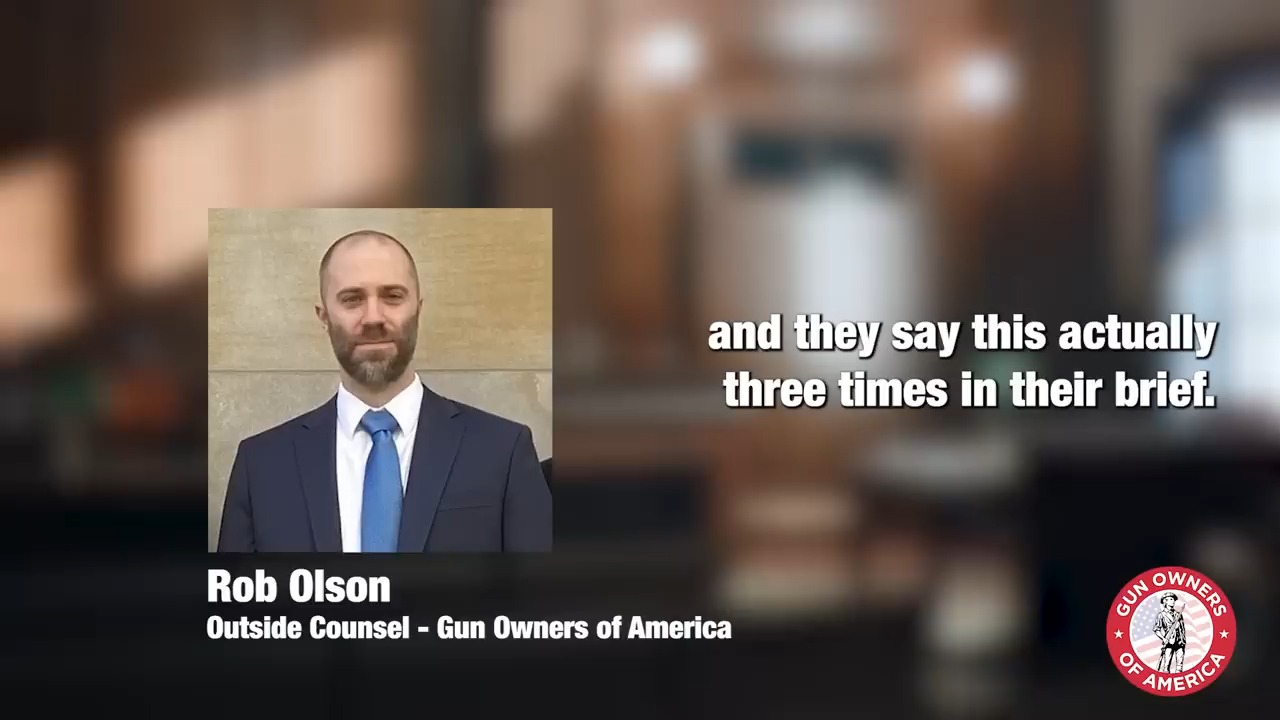 and they say this actually
three times in their brief.
Rob Olson
Outside Counsel - Gun Owners of America
GUN OWNERS
OF AMERICA